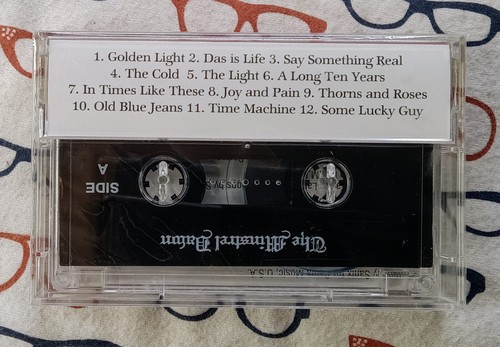 1. Golden Light 2. Das is Life 3. Say Something Real
4. The Cold 5. The Light 6. A Long Ten Years
7. In Times Like These 8. Joy and Pain 9. Thorns and Roses
10. Old Blue Jeans 11. Time Machine 12. Some Lucky Guy
SIDE
A
The Minstrel Dawn
Music, U.S.A.